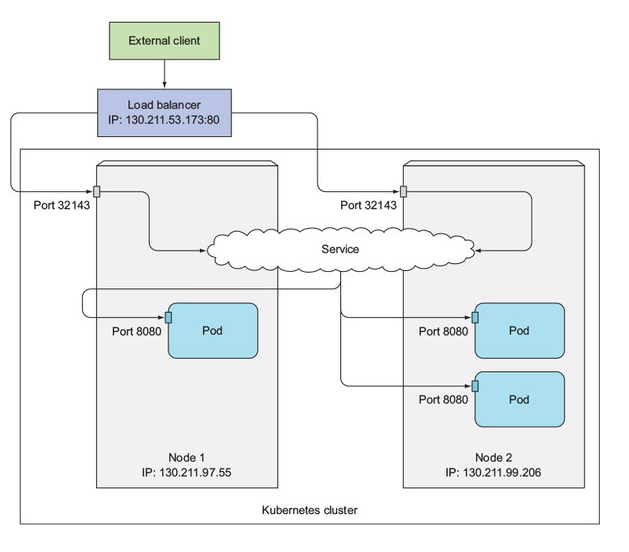 External client
Load balancer
IP: 130.211.53.173:80
Port 32143
Port 32143
Service
Port 8080
Pod
Port 8080
Pod
Port 8080
Pod
Node 1
IP: 130.211.97.55
Node 2
IP: 130.211.99.206
Kubernetes cluster